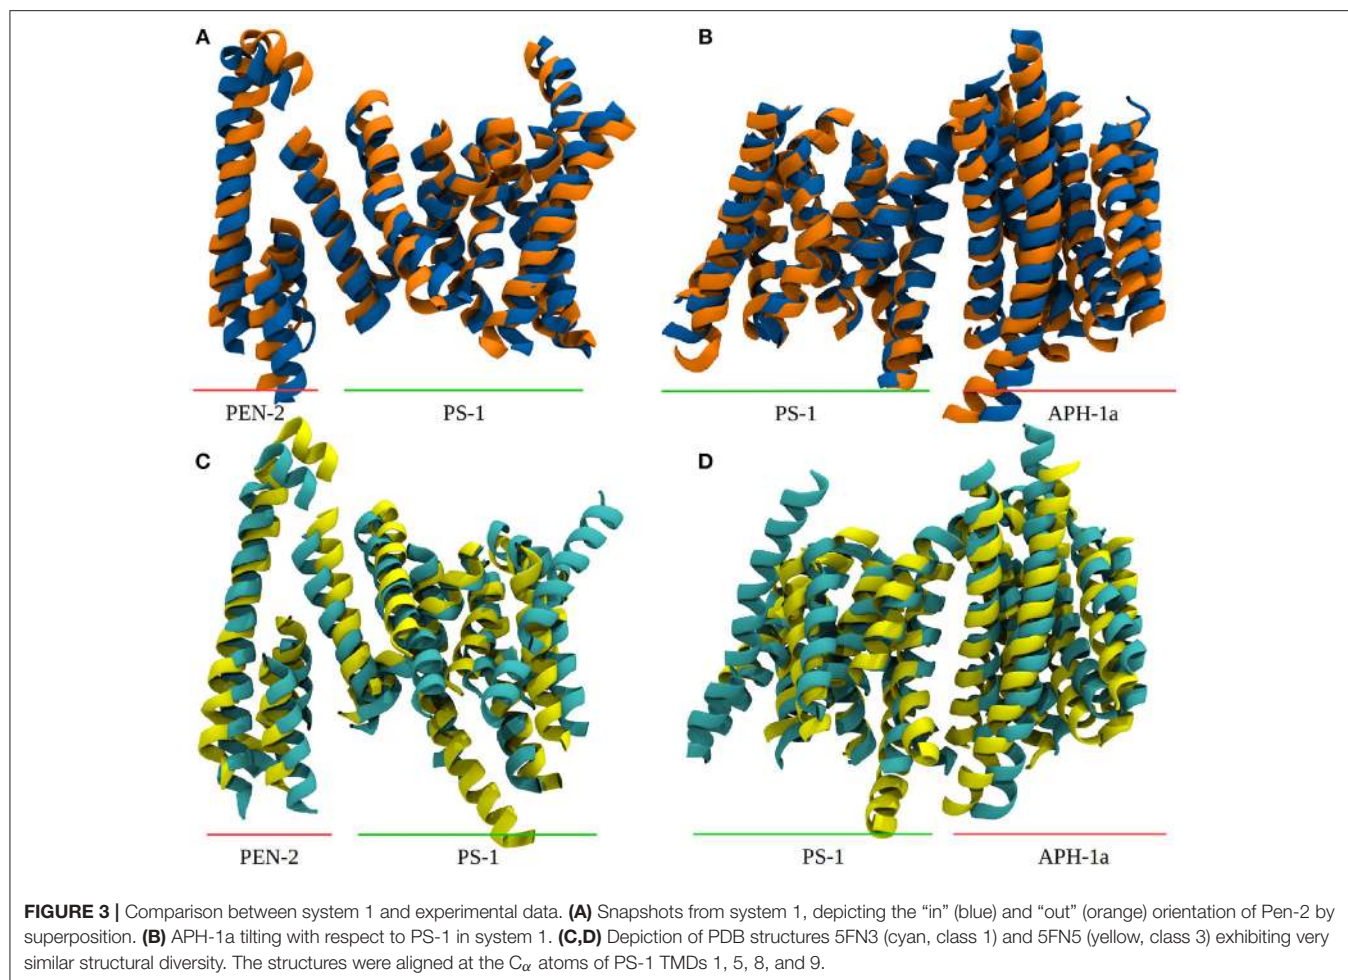 A
B
PEN-2
PS-1
PS-1
APH-1a
C
D
PEN-2
PS-1
PS-1
APH-1a
FIGURE 3 | Comparison between system 1 and experimental data. (A) Snapshots from system 1, depicting the “in” (blue) and “out” (orange) orientation of Pen-2 by
superposition. (B) APH-1a tilting with respect to PS-1 in system 1. (C,D) Depiction of PDB structures 5FN3 (cyan, class 1) and 5FN5 (yellow, class 3) exhibiting very
similar structural diversity. The structures were aligned at the Cα atoms of PS-1 TMDs 1, 5, 8, and 9.